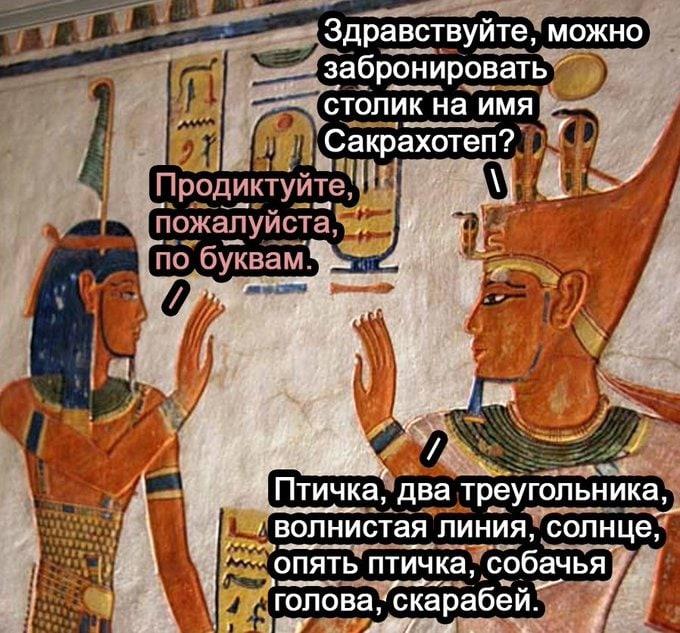 Здравствуйте, можно
забронировать
столик на имя
Сакрахотеп?
Продиктуйте,
пожалуйста,
по буквам.
Птичка, два треугольника,
волнистая линия, солнце,
опять птичка, собачья
голова, скарабей.